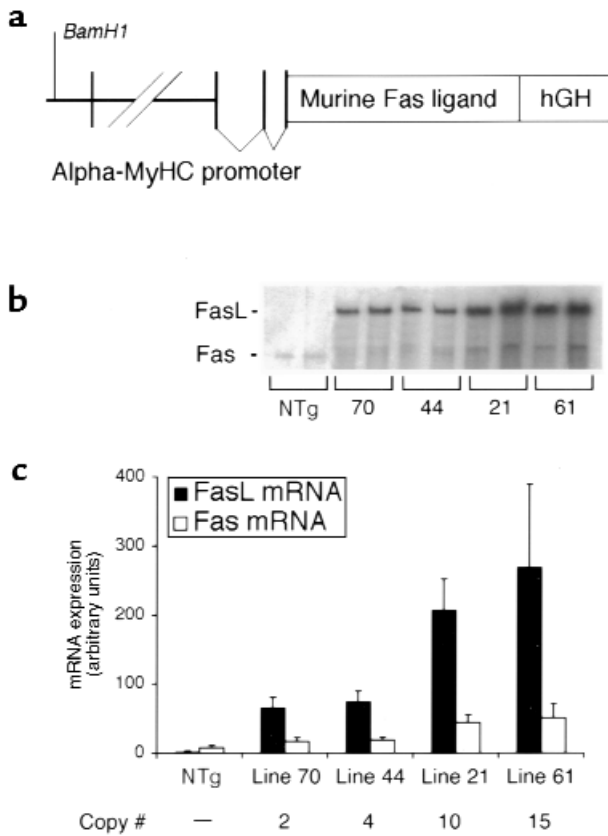 a
BamH1
Murine Fas ligand hGH
Alpha-MyHC promoter
b
FasL -
Fas -
NTg 70 44 21 61
c
400
300
200
100
0
mRNA expression
(arbitrary units)
FasL mRNA
Fas mRNA
NTg Line 70 Line 44 Line 21 Line 61
Copy # — 2 4 10 15